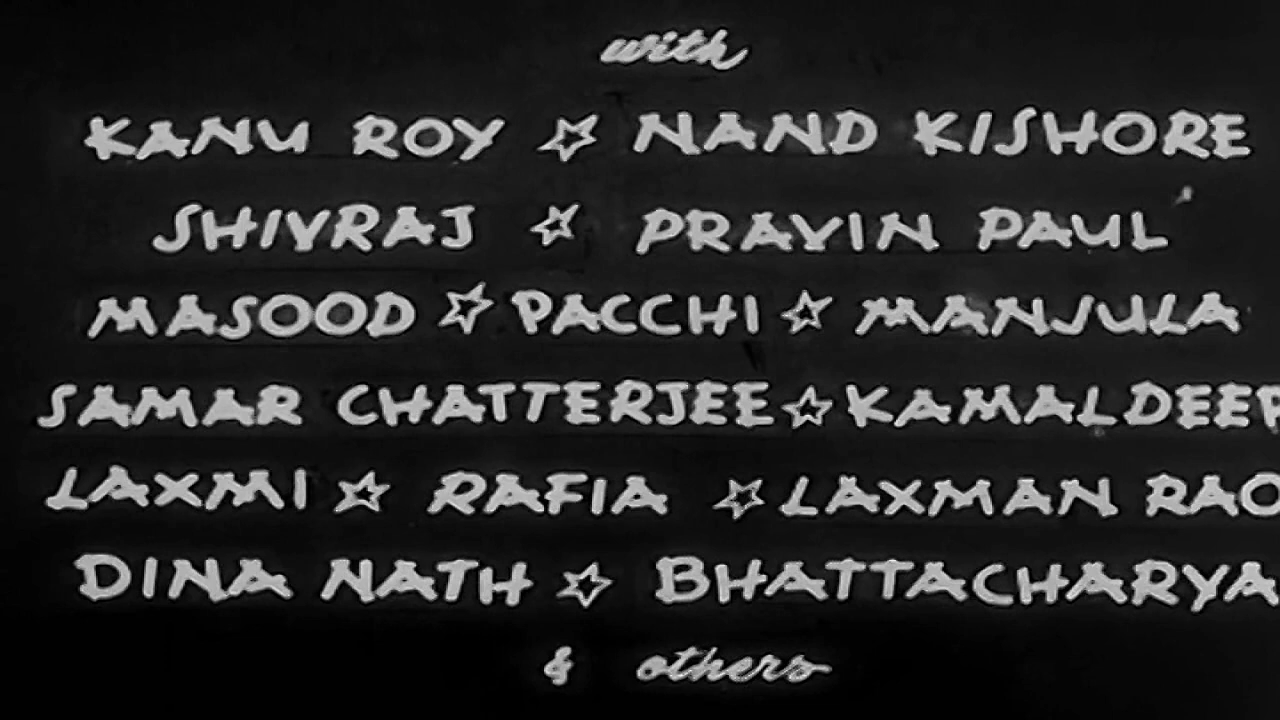 with
KANU ROY ☆ NAND KISHORE
SHIVRAJ ☆ PRAVIN PAUL
MASOOD ☆ PACCHI ☆ MANJULA
SAMAR CHATTERJEE ☆ KAMALDEEP
LAXMI ☆ RAFIA ☆ LAXMAN RAO
DINA NATH ☆ BHATTACHARYA
& others